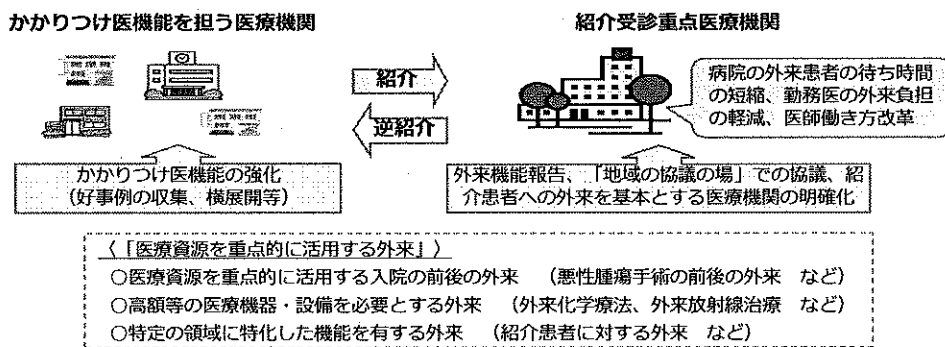 かかりつけ医機能を担う医療機関
紹介受診重点医療機関
紹介
逆紹介
病院の外来患者の待ち時間
の短縮、勤務医の外来負担
の軽減、医師働き方改革
かかりつけ医機能の強化
(好事例の収集、横展開等)
外来機能報告、「地域の協議の場」での協議、紹
介患者への外来を基本とする医療機関の明確化
〈「医療資源を重点的に活用する外来」〉
○医療資源を重点的に活用する入院の前後の外来 (悪性腫瘍手術の前後の外来 など)
○高額等の医療機器・設備を必要とする外来 (外来化学療法、外来放射線治療 など)
○特定の領域に特化した機能を有する外来 (紹介患者に対する外来 など)